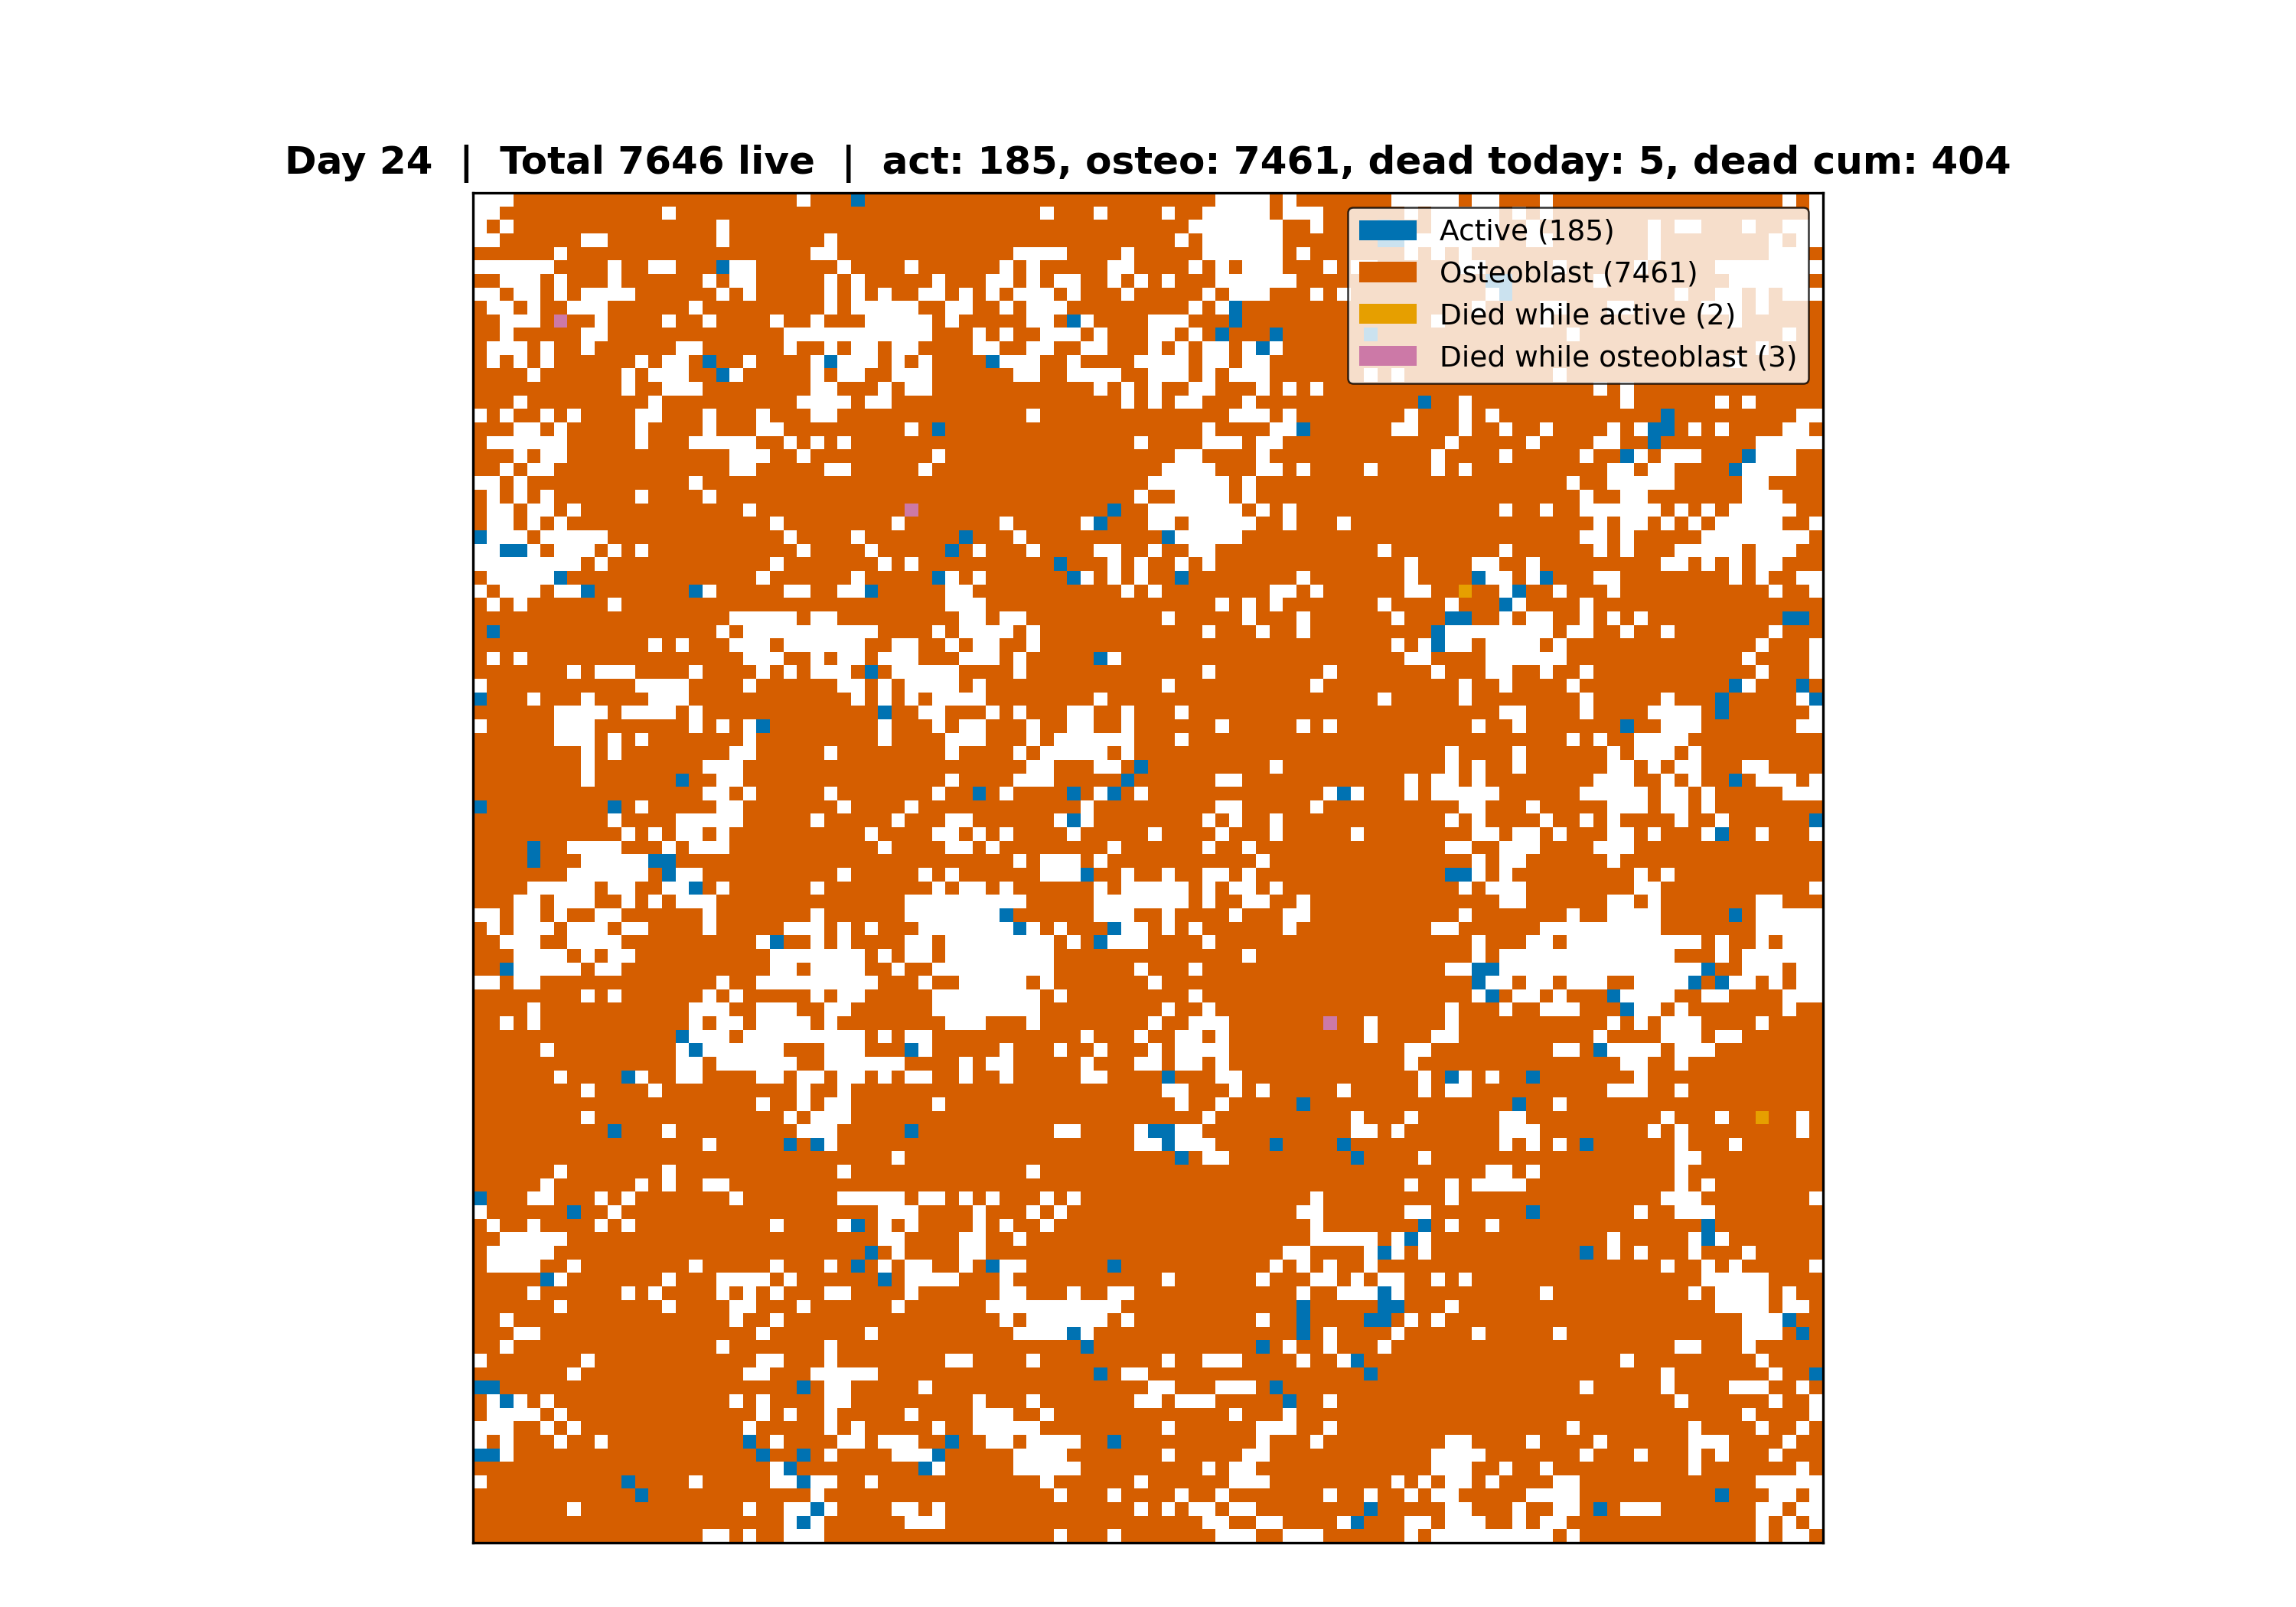 Day 24 | Total 7646 live | act: 185, osteo: 7461, dead today: 5, dead cum: 404
Active (185)
Osteoblast (7461)
Died while active (2)
Died while osteoblast (3)